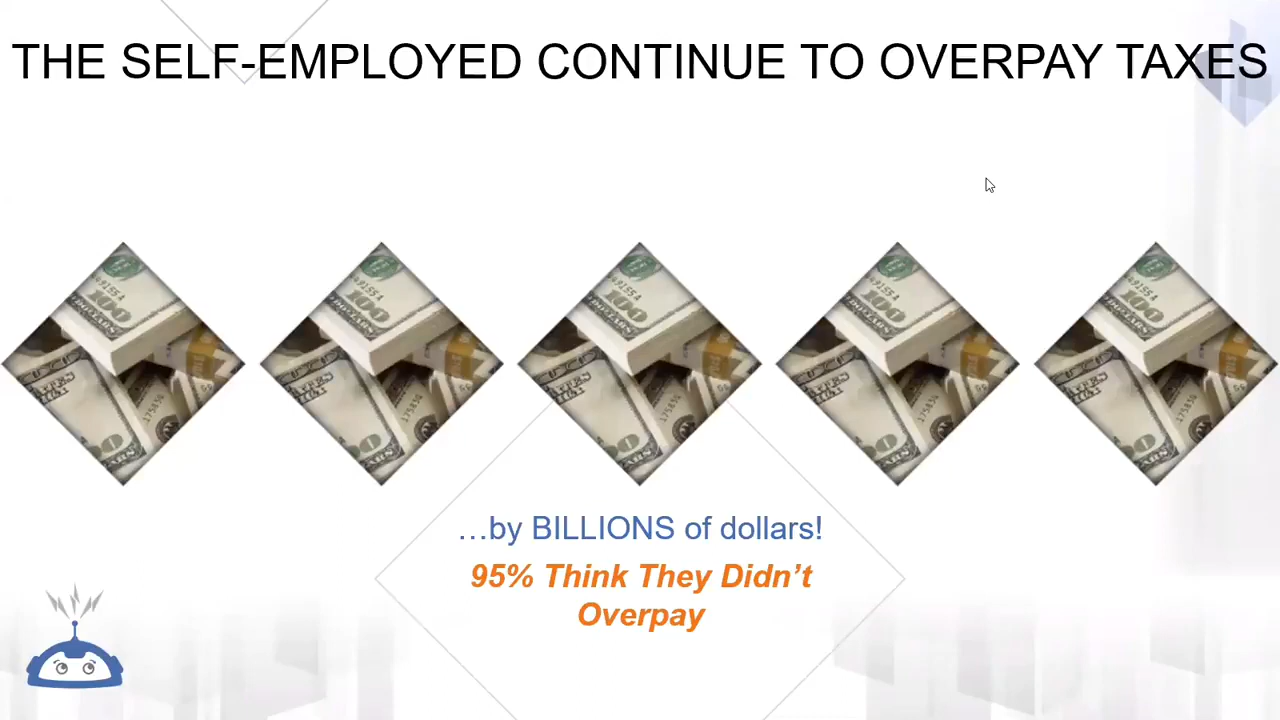 THE SELF-EMPLOYED CONTINUE TO OVERPAY TAXES
…by BILLIONS of dollars!
95% Think They Didn’t
Overpay